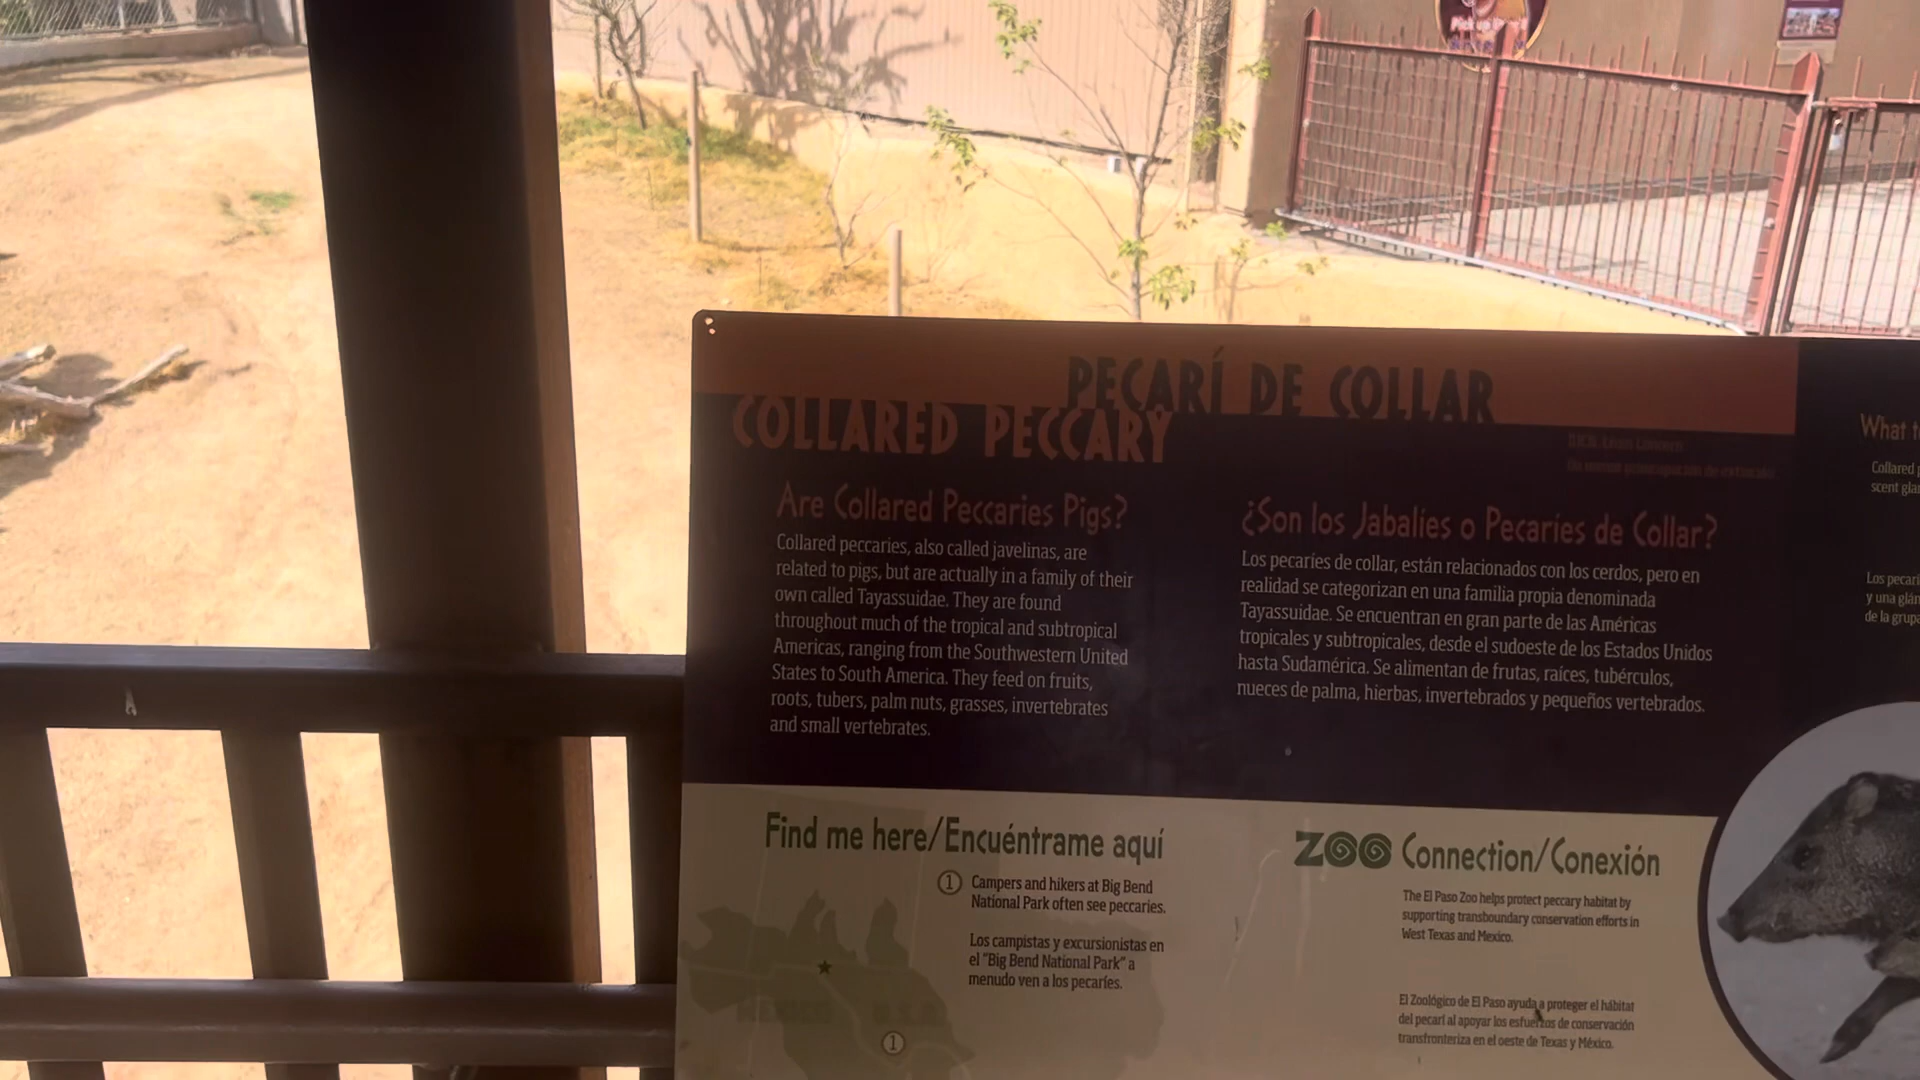 PECARÍ DE COLLAR
COLLARED PECCARY
Are Collared Peccaries Pigs?
Collared peccaries, also called javelinas, are
related to pigs, but are actually in a family of their
own called Tayassuidae. They are found
throughout much of the tropical and subtropical
Americas, ranging from the Southwestern United
States to South America. They feed on fruits,
roots, tubers, palm nuts, grasses, invertebrates
and small vertebrates.
¿Son los Jabalíes o Pecaríes de Collar?
Los pecaríes de collar, están relacionados con los cerdos, pero en
realidad se categorizan en una familia propia denominada
Tayassuidae. Se encuentran en gran parte de las Américas
tropicales y subtropicales, desde el sudoeste de los Estados Unidos
hasta Sudamérica. Se alimentan de frutas, raíces, tubérculos,
nueces de palma, hierbas, invertebrados y pequeños vertebrados.
What
Collared
scent
Los
y una
de la
Find me here/Encuéntrame aquí
1 Campers and hikers at Big Bend
National Park often see peccaries.
Los campistas y excursionistas en
el "Big Bend National Park" a
menudo ven a los pecaríes.
1
ZOO Connection/Conexión
The El Paso Zoo helps protect peccary habitat by
supporting transboundary conservation efforts in
West Texas and Mexico.
El Zoológico de El Paso ayuda a proteger el hábitat
del pecarí al apoyar los esfuerzos de conservación
transfronteriza en el oeste de Texas y México.